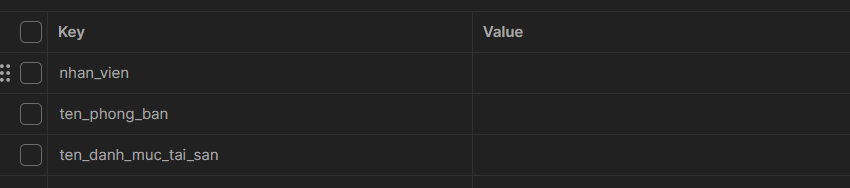 Key Value
nhan_vien
ten_phong_ban
ten_danh_muc_tai_san